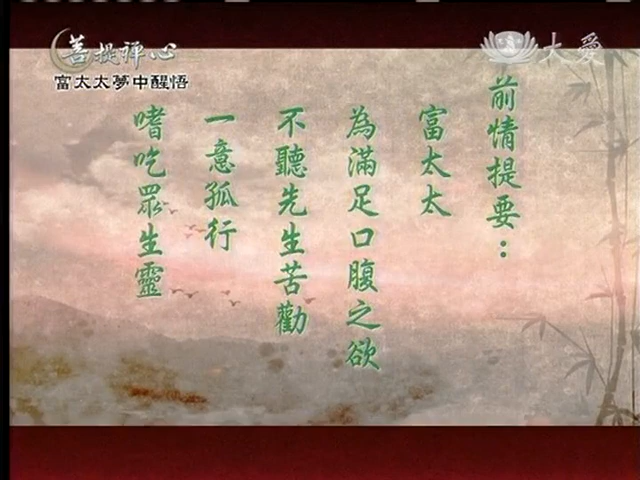 菩提禪心
富太太夢中醒悟
大愛
前情提要：
富太太
為滿足口腹之欲
不聽先生苦勸
一意孤行
嗜吃眾生靈